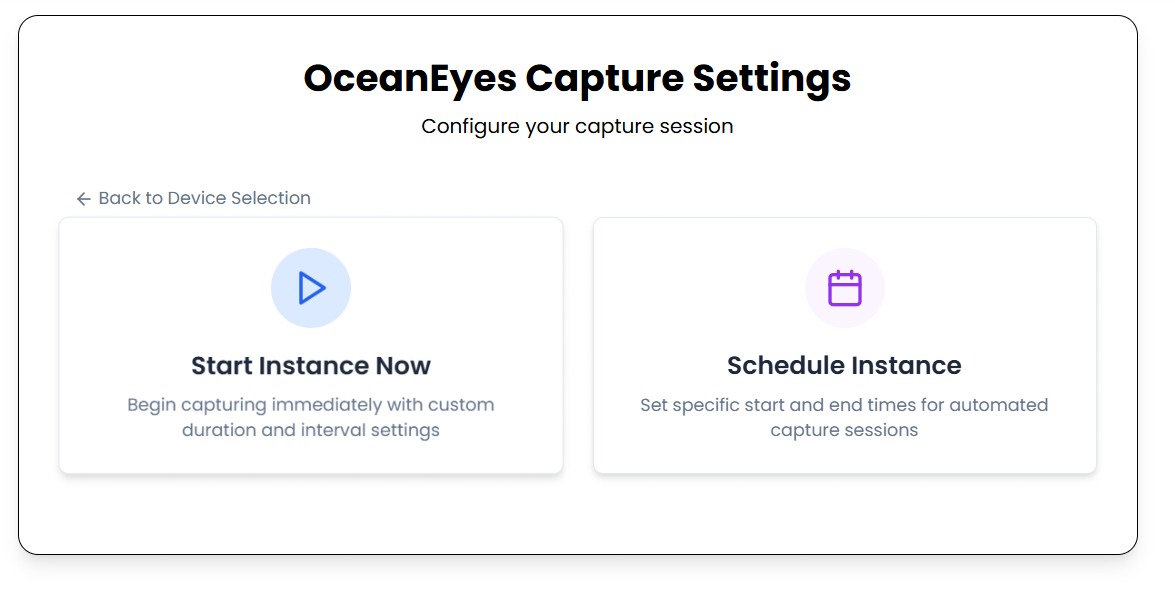 OceanEyes Capture Settings
Configure your capture session
Back to Device Selection
Start Instance Now
Begin capturing immediately with custom
duration and interval settings
Schedule Instance
Set specific start and end times for automated
capture sessions